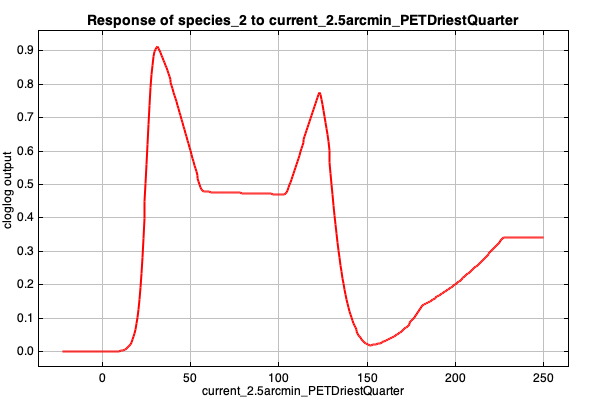 Response of species_2 to current_2.5arcmin_PETDriestQuarter
cloglog output
0.9
0.8
0.7
0.6
0.5
0.4
0.3
0.2
0.1
0.0
0 50 100 150 200 250
current_2.5arcmin_PETDriestQuarter